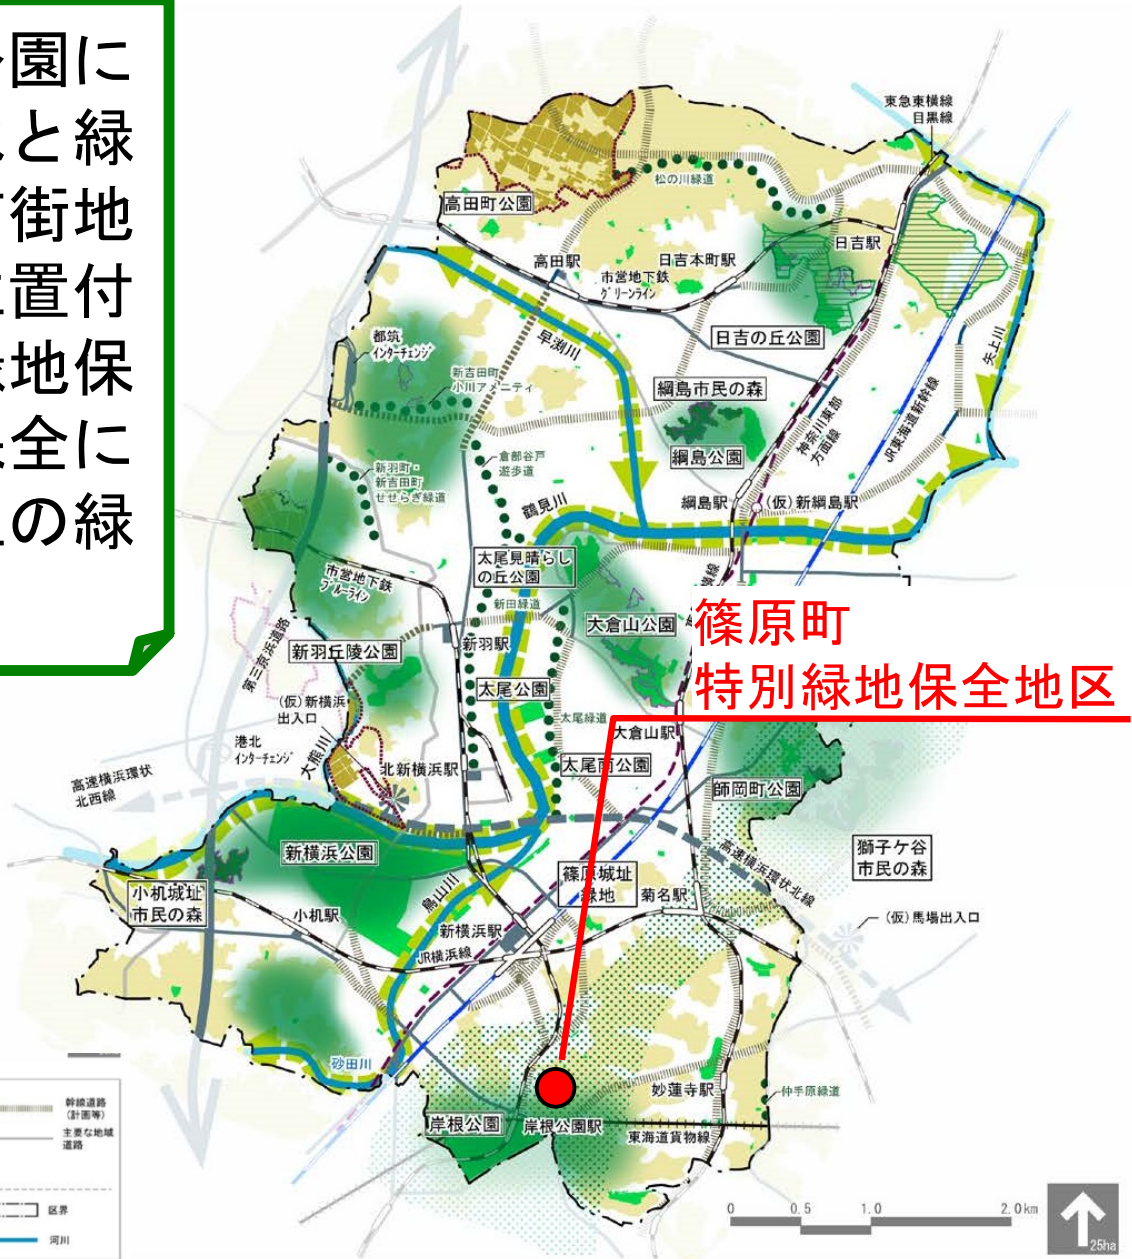 園に
と緑
街地
置付
地保
全に
の緑
東急東横線
目黒線
松の川緑道
高田町公園
日吉駅
高田駅
日吉本町駅
市営地下鉄
グリーンライン
日吉の丘公園
早渕川
矢上川
都筑
インターチェンジ
新吉田町
小川アメニティ
綱島市民の森
綱島公園
神奈川東部
方面線
JR東海道新幹線
倉部谷戸
遊歩道
新羽町・
新吉田町
せせらぎ緑道
鶴見川
綱島駅
(仮)新綱島駅
太尾見晴らし
の丘公園
市営地下鉄
ブルーライン
新田緑道
大倉山公園
篠原町
特別緑地保全地区
第三京浜道路
新羽丘陵公園
新羽駅
太尾公園
(仮)新横浜
出入口
太尾緑道
大倉山駅
港北
インターチェンジ
大熊川
北新横浜駅
太尾南公園
師岡町公園
高速横浜環状
北西線
新横浜公園
高速横浜環状北線
獅子ケ谷
市民の森
小机城址
市民の森
小机駅
鳥山川
篠原城址
緑地
菊名駅
(仮)馬場出入口
新横浜駅
JR横浜線
砂田川
妙蓮寺駅
仲手原緑道
岸根公園
岸根公園駅
東海道貨物線
幹線道路
(計画等)
主要な地域
道路
区界
河川
0 0.5 1.0 2.0km
25ha